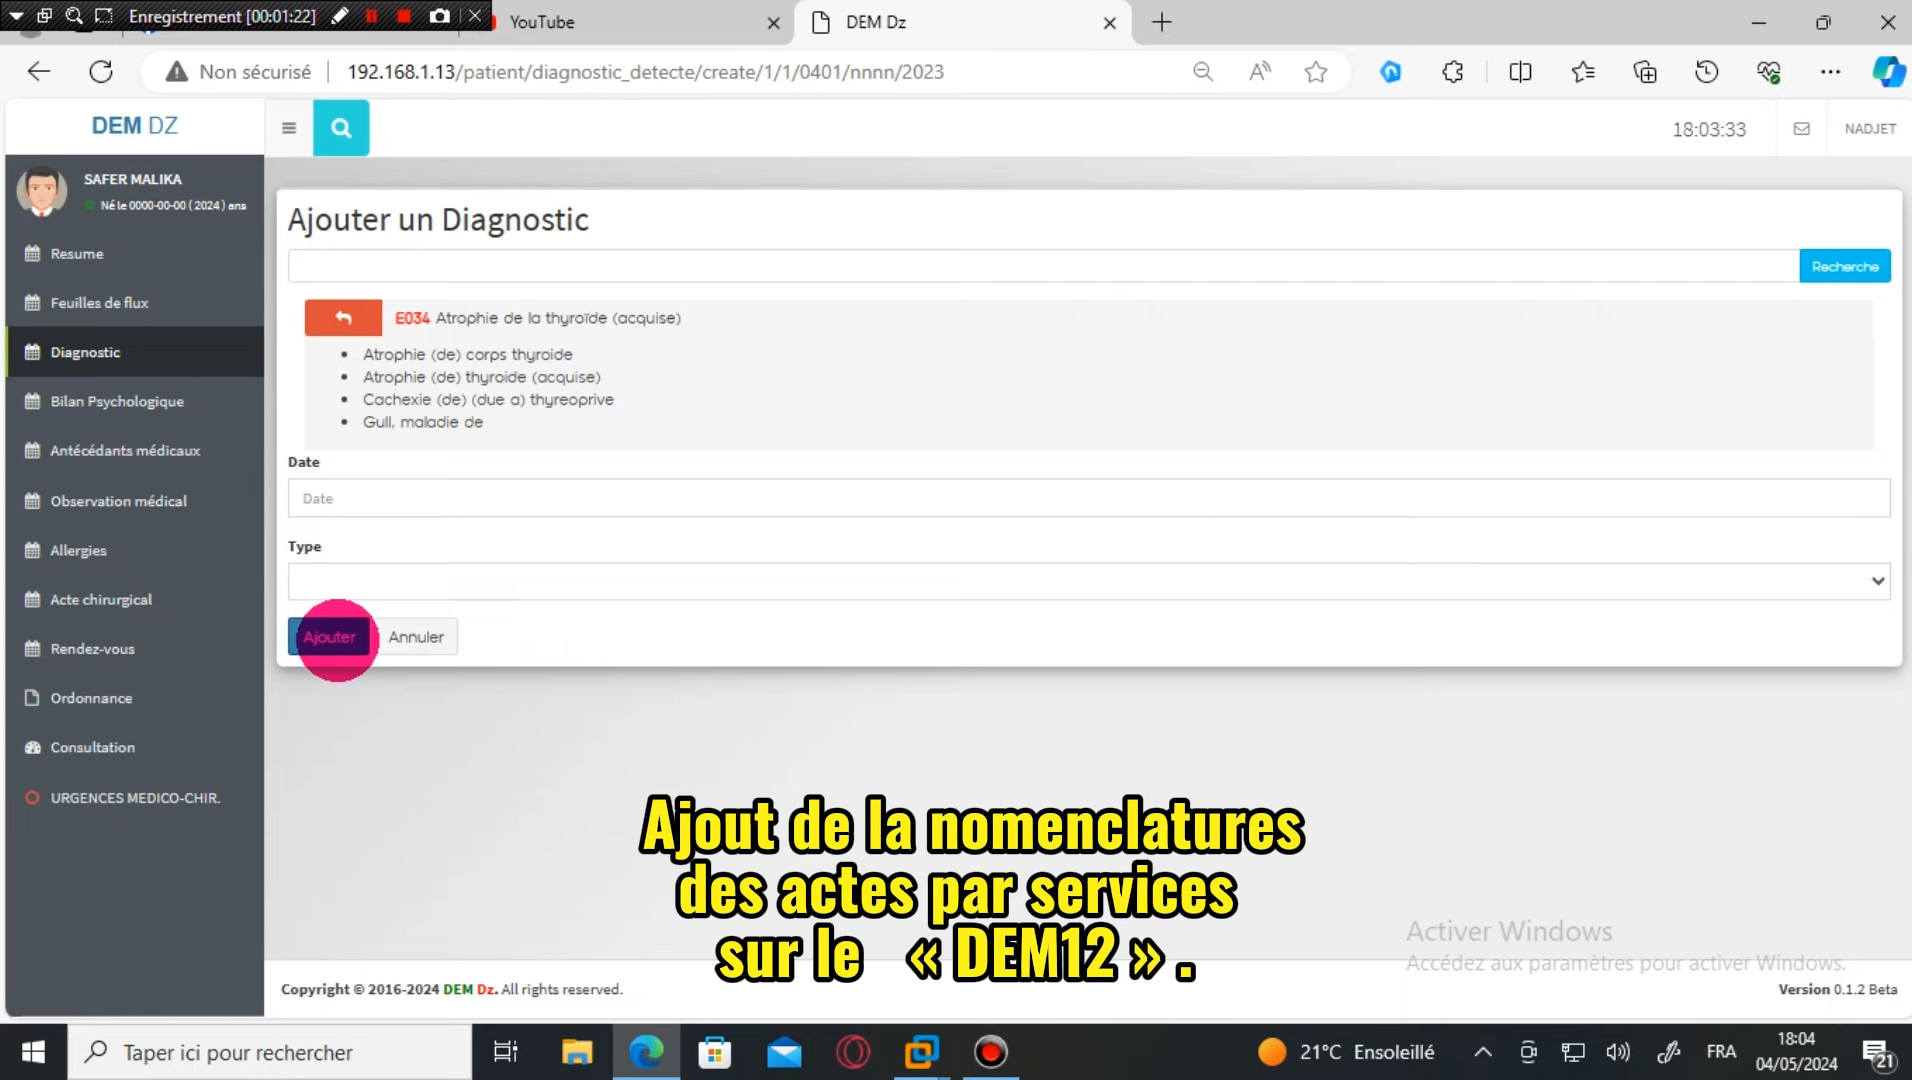 Enregistrement [00:01:22]
YouTube
DEM Dz
Non sécurisé
192.168.1.13/patient/diagnostic_detecte/create/1/1/0401/nnnn/2023
DEM DZ
18:03:33
NADJET
SAFER MALIKA
Né le 0000-00-00 ( 2024 ) ans
Resume
Feuilles de flux
Diagnostic
Bilan Psychologique
Antécédants médicaux
Observation médical
Allergies
Acte chirurgical
Rendez-vous
Ordonnance
Consultation
URGENCES MEDICO-CHIR.
Ajouter un Diagnostic
Recherche
E034 Atrophie de la thyroïde (acquise)
Atrophie (de) corps thyroide
Atrophie (de) thyroide (acquise)
Cachexie (de) (due a) thyreoprive
Gull, maladie de
Date
Date
Type
Ajouter
Annuler
Ajout de la nomenclatures
des actes par services
sur le « DEM12 » .
Activer Windows
Accédez aux paramètres pour activer Windows.
Copyright © 2016-2024 DEM Dz. All rights reserved.
Version 0.1.2 Beta
Taper ici pour rechercher
21°C Ensoleillé
FRA
18:04
04/05/2024
21